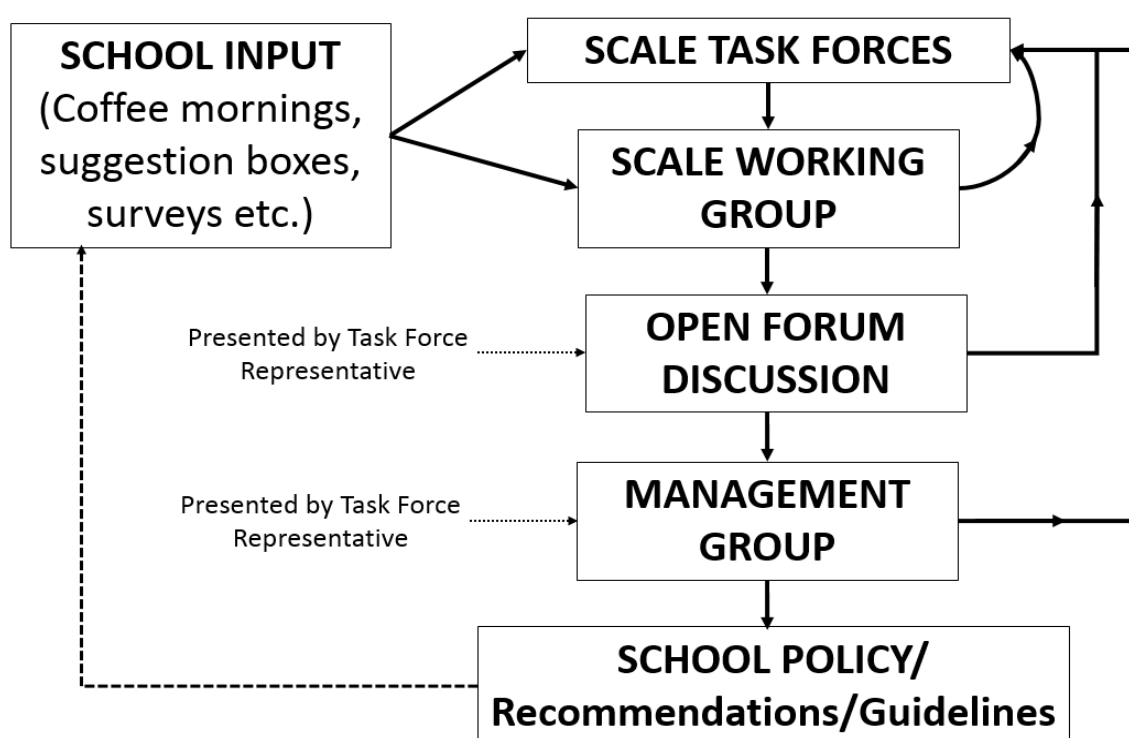 SCHOOL INPUT
(Coffee mornings,
suggestion boxes,
surveys etc.)
SCALE TASK FORCES
SCALE WORKING
GROUP
Presented by Task Force
Representative
OPEN FORUM
DISCUSSION
Presented by Task Force
Representative
MANAGEMENT
GROUP
SCHOOL POLICY/
Recommendations/Guidelines